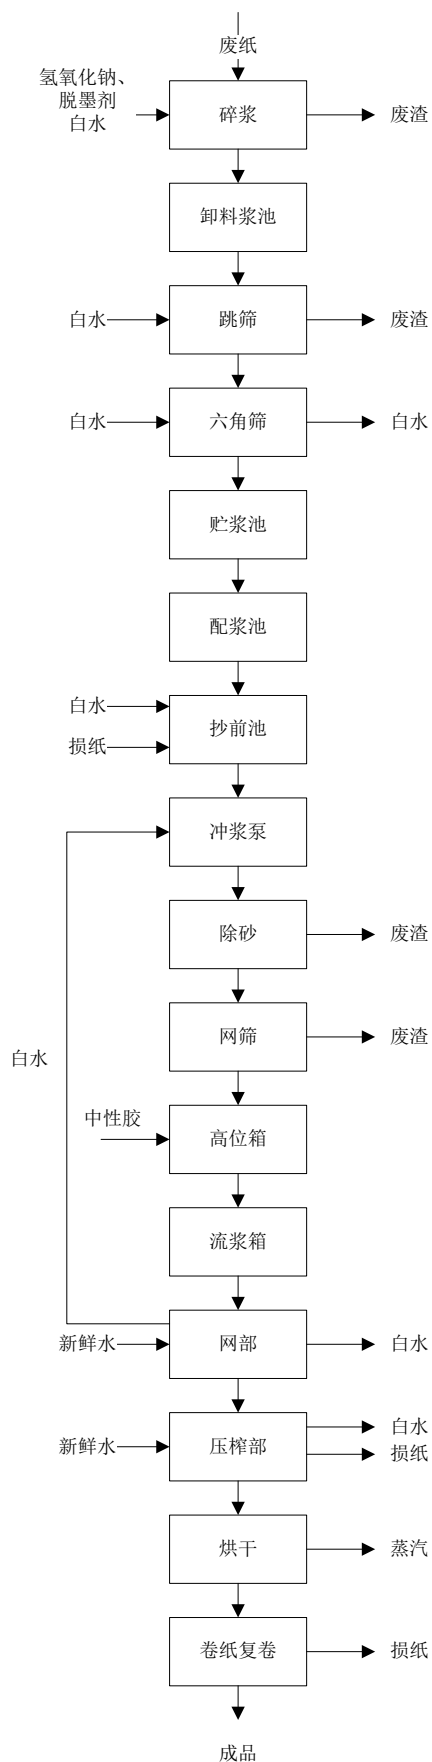 废纸
氢氧化钠、
脱墨剂
白水
碎浆
废渣
卸料浆池
白水
跳筛
废渣
白水
六角筛
白水
贮浆池
配浆池
白水
损纸
抄前池
冲浆泵
除砂
废渣
网筛
废渣
白水
中性胶
高位箱
流浆箱
新鲜水
网部
白水
新鲜水
压榨部
白水
损纸
烘干
蒸汽
卷纸复卷
损纸
成品